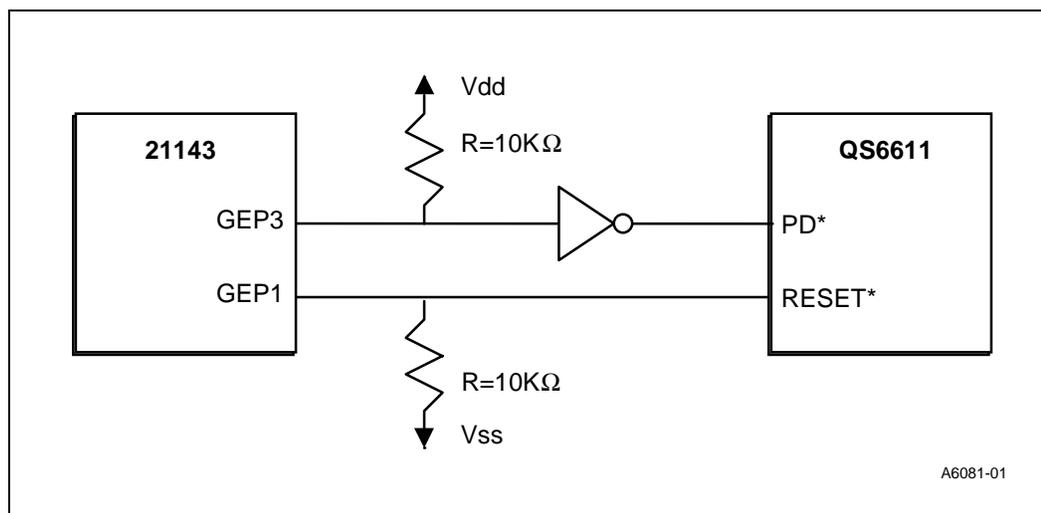 Vdd
R=10KΩ
21143
QS6611
GEP3
PD*
GEP1
RESET*
R=10KΩ
Vss
A6081-01